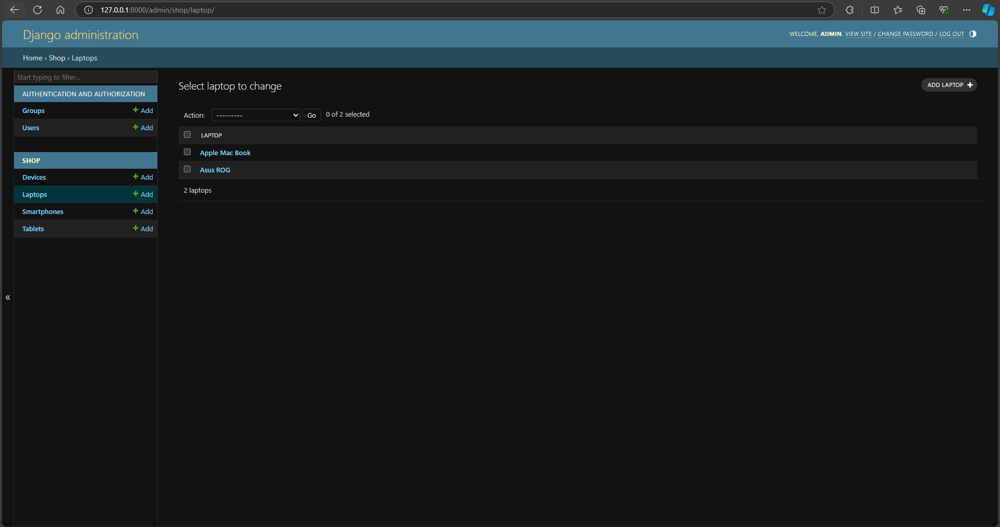 127.0.0.1:8000/admin/shop/laptop/
Django administration
WELCOME, ADMIN. VIEW SITE / CHANGE PASSWORD / LOG OUT
Home › Shop › Laptops
Start typing to filter...
AUTHENTICATION AND AUTHORIZATION
Groups + Add
Users + Add
SHOP
Devices + Add
Laptops + Add
Smartphones + Add
Tablets + Add
«
Select laptop to change
ADD LAPTOP +
Action: --------- Go 0 of 2 selected
LAPTOP
Apple Mac Book
Asus ROG
2 laptops